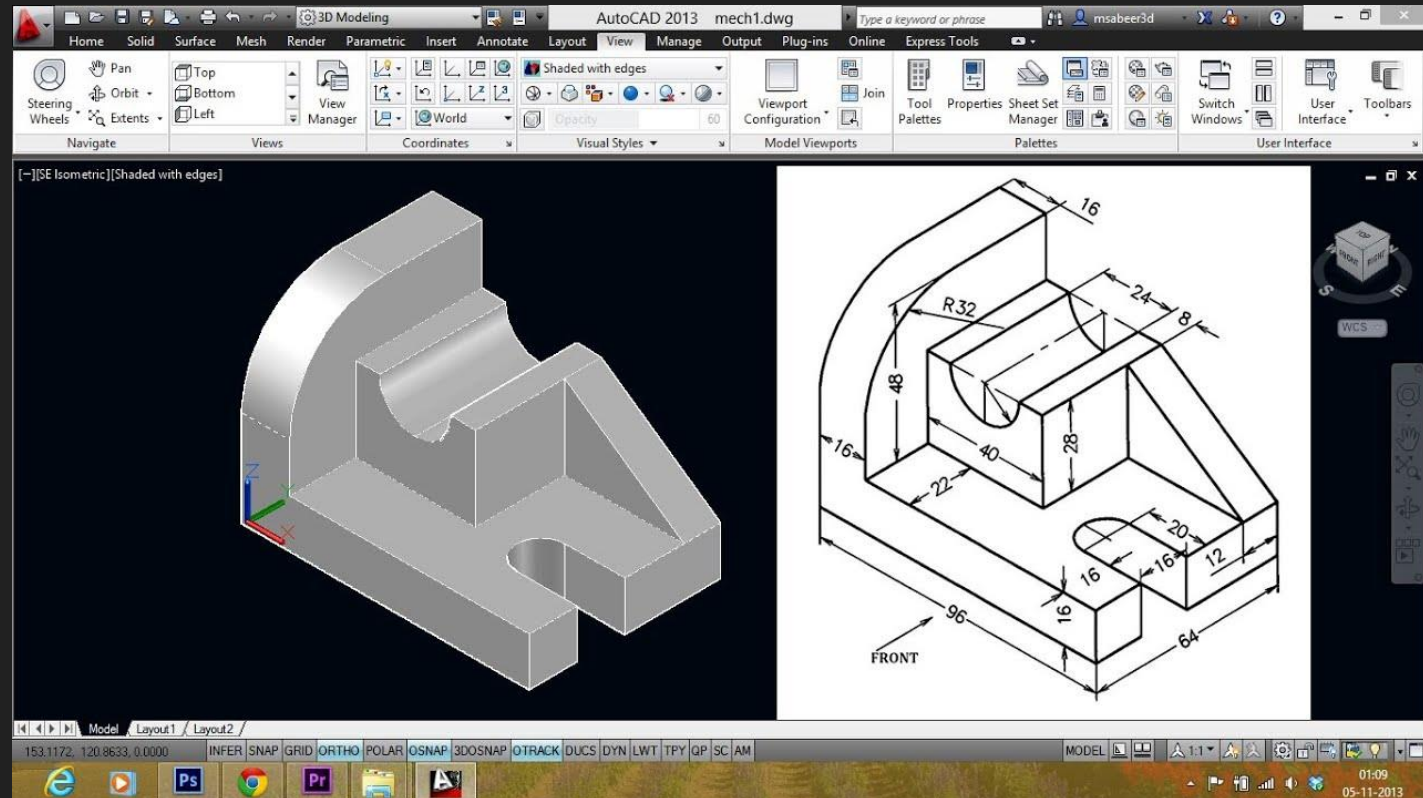 3D Modeling
AutoCAD 2013 mech1.dwg
Type a keyword or phrase
msabeer3d
Home Solid Surface Mesh Render Parametric Insert Annotate Layout View Manage Output Plug-ins Online Express Tools
Steering Wheels
Pan
Orbit
Extents
Navigate
Top
Bottom
Left
View Manager
Views
World
Coordinates
Shaded with edges
Opacity 60
Visual Styles
Viewport Configuration
Join
Model Viewports
Tool Palettes
Properties
Sheet Set Manager
Palettes
Switch Windows
User Interface
Toolbars
User Interface
[−][SE Isometric][Shaded with edges]
Z
Y
X
16
24
8
R32
48
28
16
40
22
20
16
12
16
16
96
64
FRONT
TOP
FRONT
RIGHT
S
E
WCS
Model Layout1 Layout2
153.1172, 120.8633, 0.0000
INFER SNAP GRID ORTHO POLAR OSNAP 3DOSNAP OTRACK DUCS DYN LWT TPY QP SC AM
MODEL
1:1
Ps
Pr
01:09
05-11-2013